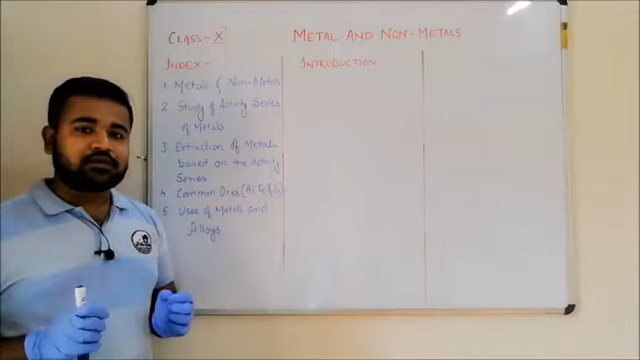 CLASS-X
METAL AND NON-METALS
INDEX-
INTRODUCTION
1 Metals & Non-Metals
2 Study of Activity Series
of Metals
3 Extraction of Metals
based on the activity
Series
4 Common Ores (Al
5 Uses of Metals and
Alloys